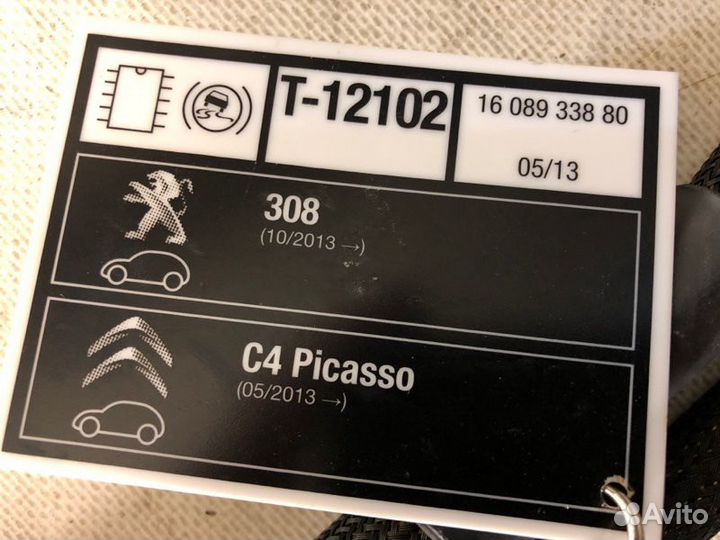 T-12102
16 089 338 80
05/13
308
(10/2013 →)
C4 Picasso
(05/2013 →)
Avito